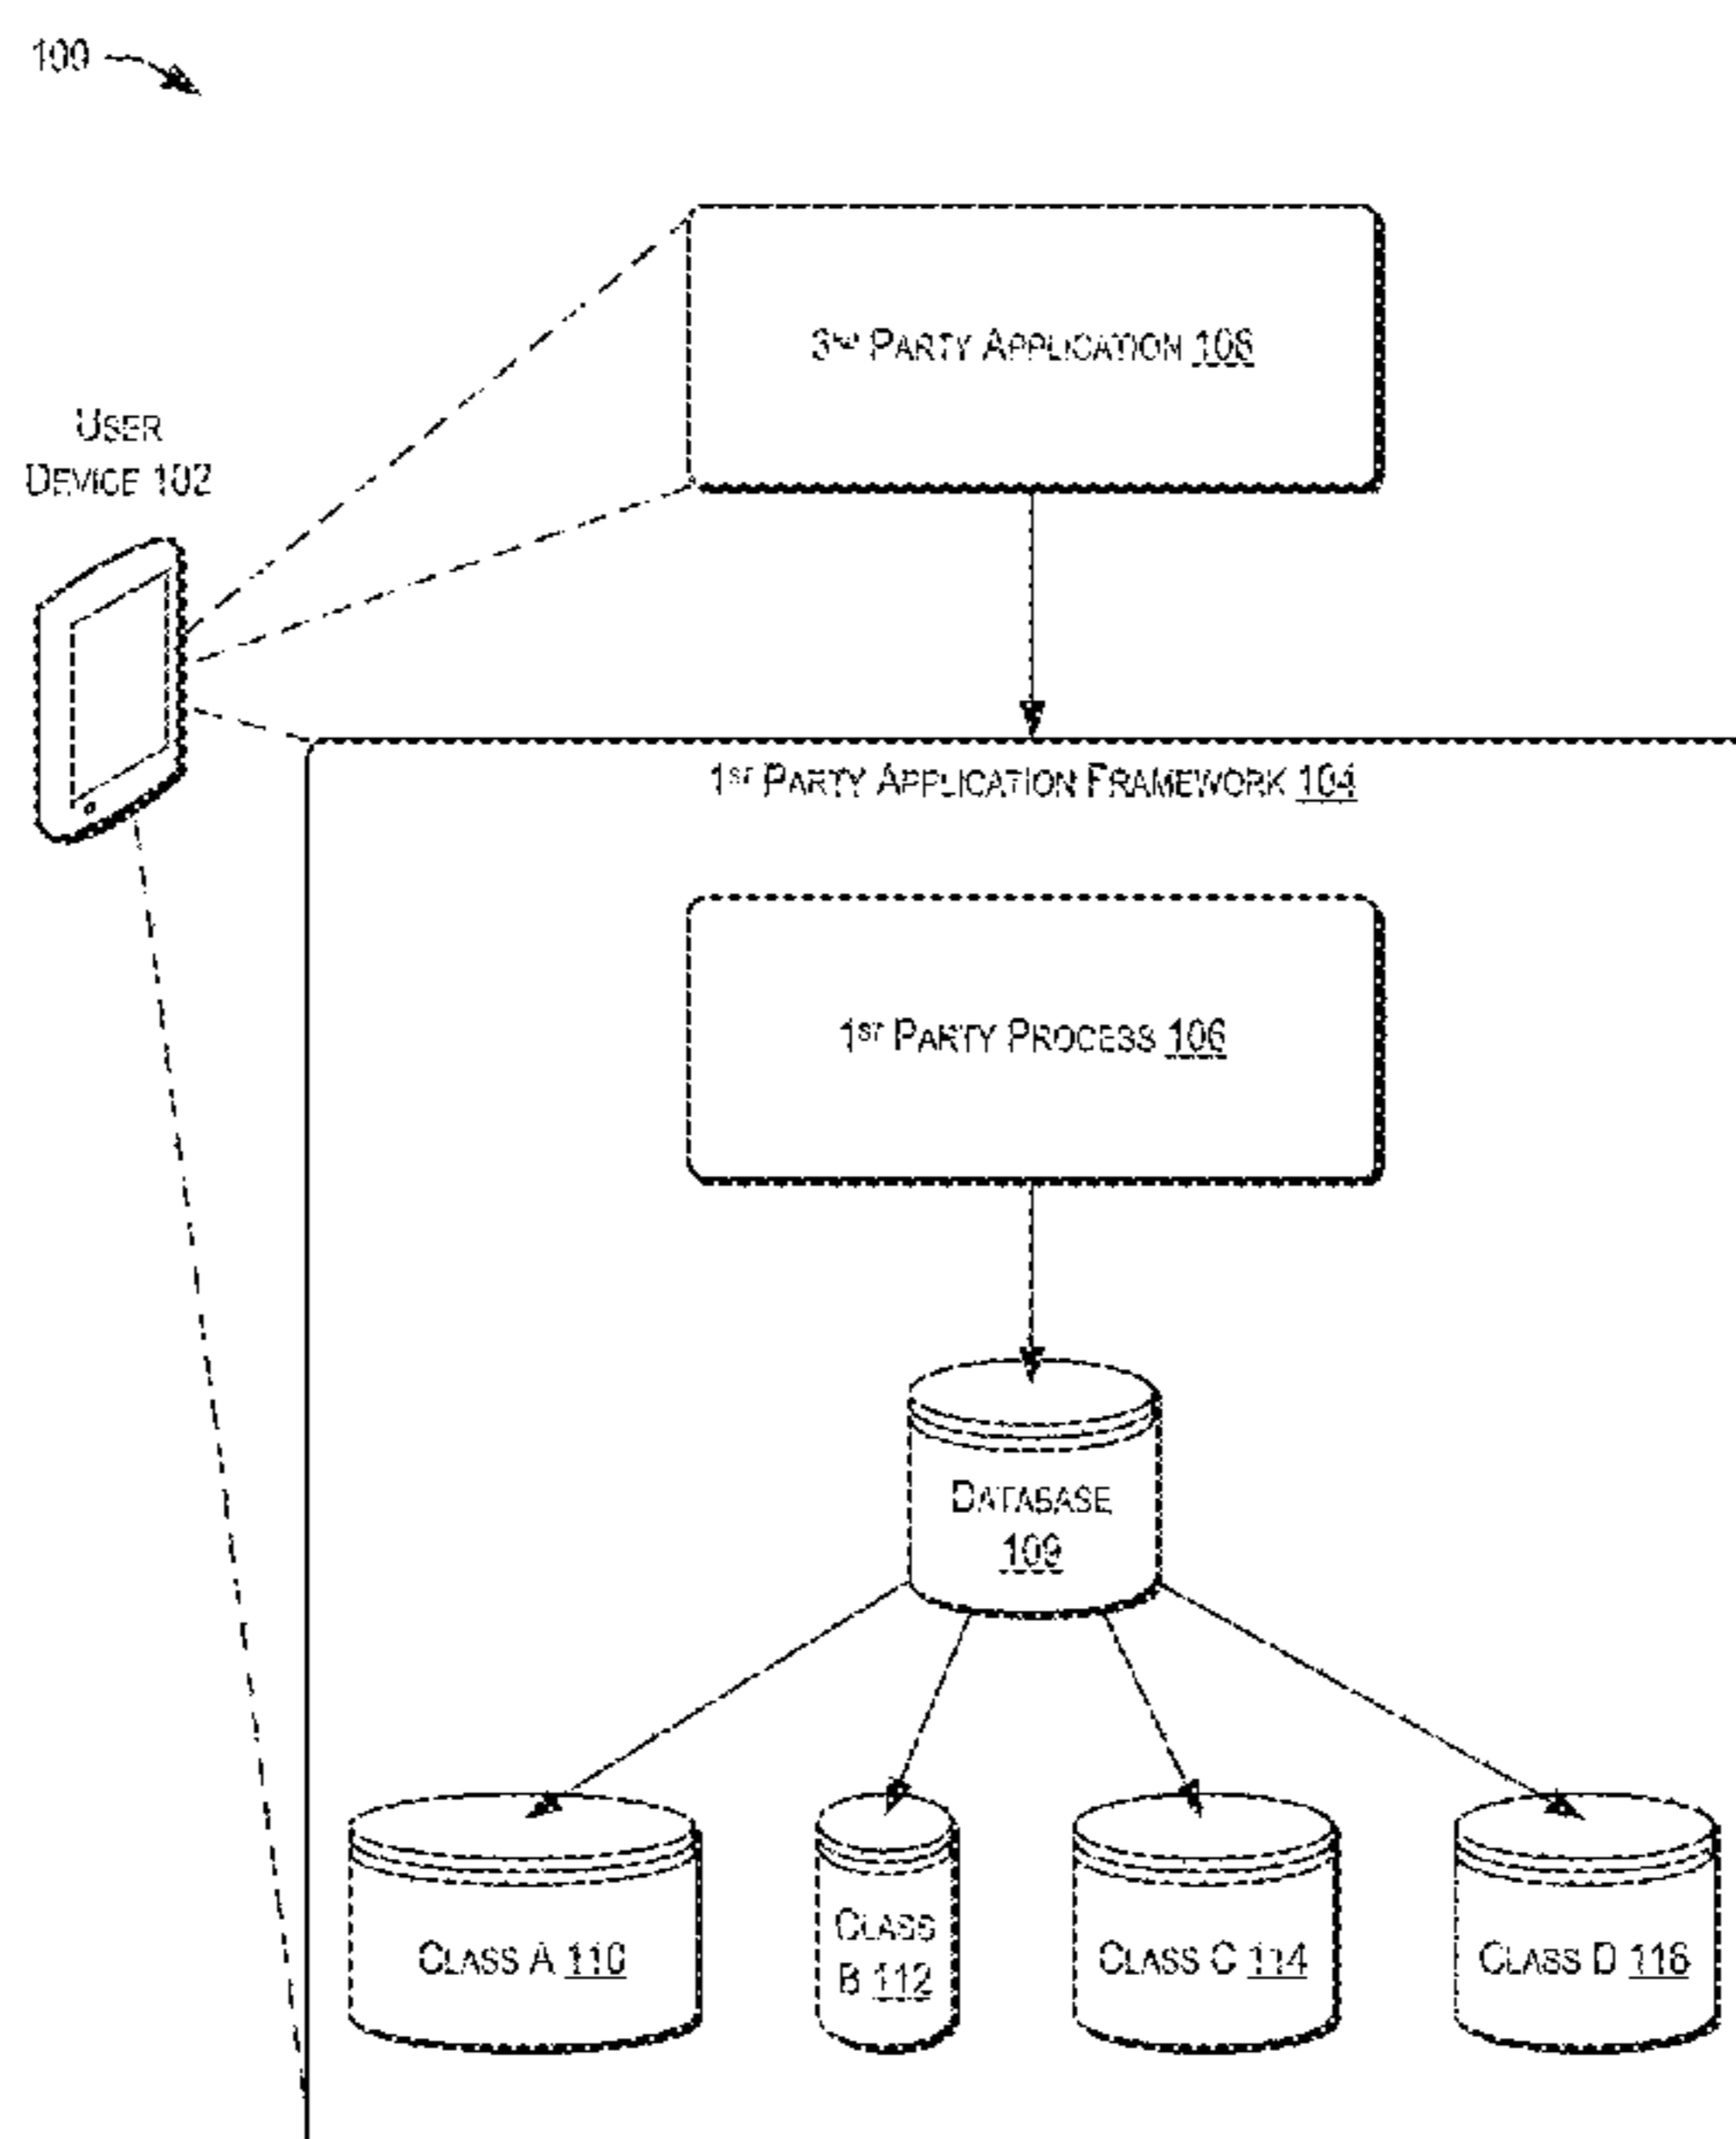 100
3RD PARTY APPLICATION 108
USER
DEVICE 102
1ST PARTY APPLICATION FRAMEWORK 104
1ST PARTY PROCESS 106
DATABASE
109
CLASS A 110
CLASS
B 112
CLASS C 114
CLASS D 116